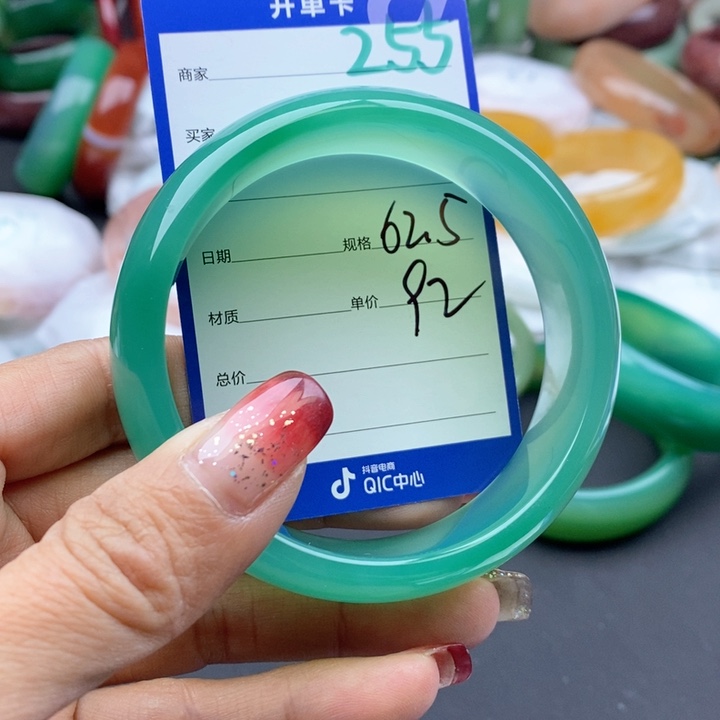 开单卡
商家 255
买家
日期 规格 62.5
材质 单价 92
总价
抖音电商
QIC中心